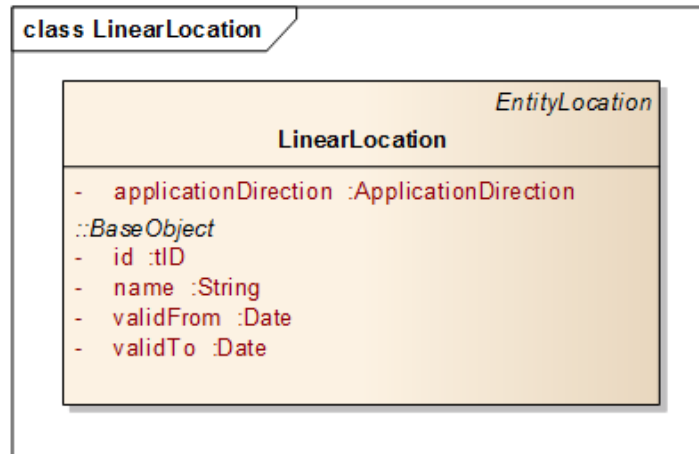 class LinearLocation
EntityLocation
LinearLocation
- applicationDirection :ApplicationDirection
::BaseObject
- id :tID
- name :String
- validFrom :Date
- validTo :Date